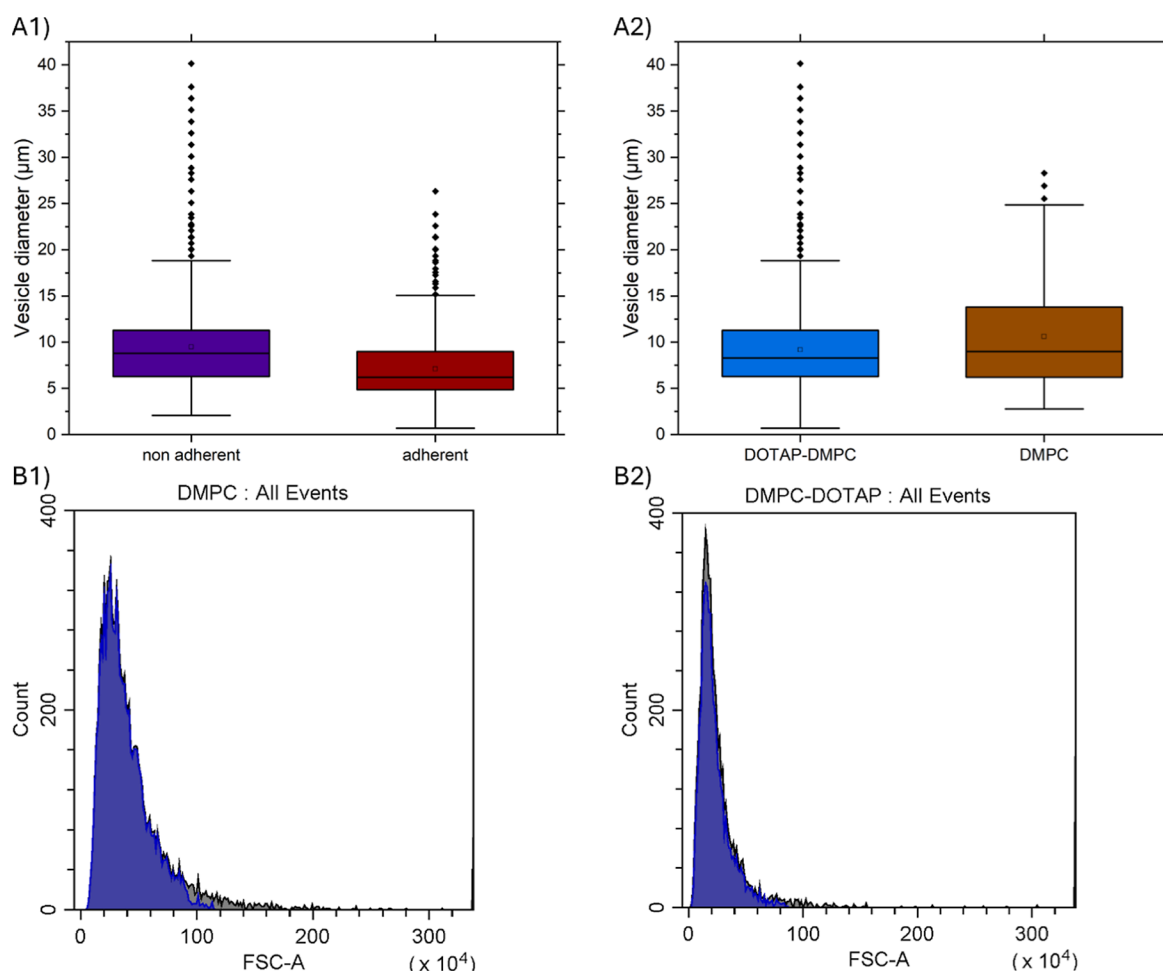 A1)
Vesicle diameter (μm)
40
35
30
25
20
15
10
5
0
non adherent
adherent
A2)
Vesicle diameter (μm)
40
35
30
25
20
15
10
5
0
DOTAP-DMPC
DMPC
B1)
DMPC : All Events
Count
400
200
0
0 100 200 300
FSC-A
(x 10⁴)
B2)
DMPC-DOTAP : All Events
Count
400
200
0
0 100 200 300
FSC-A
(x 10⁴)